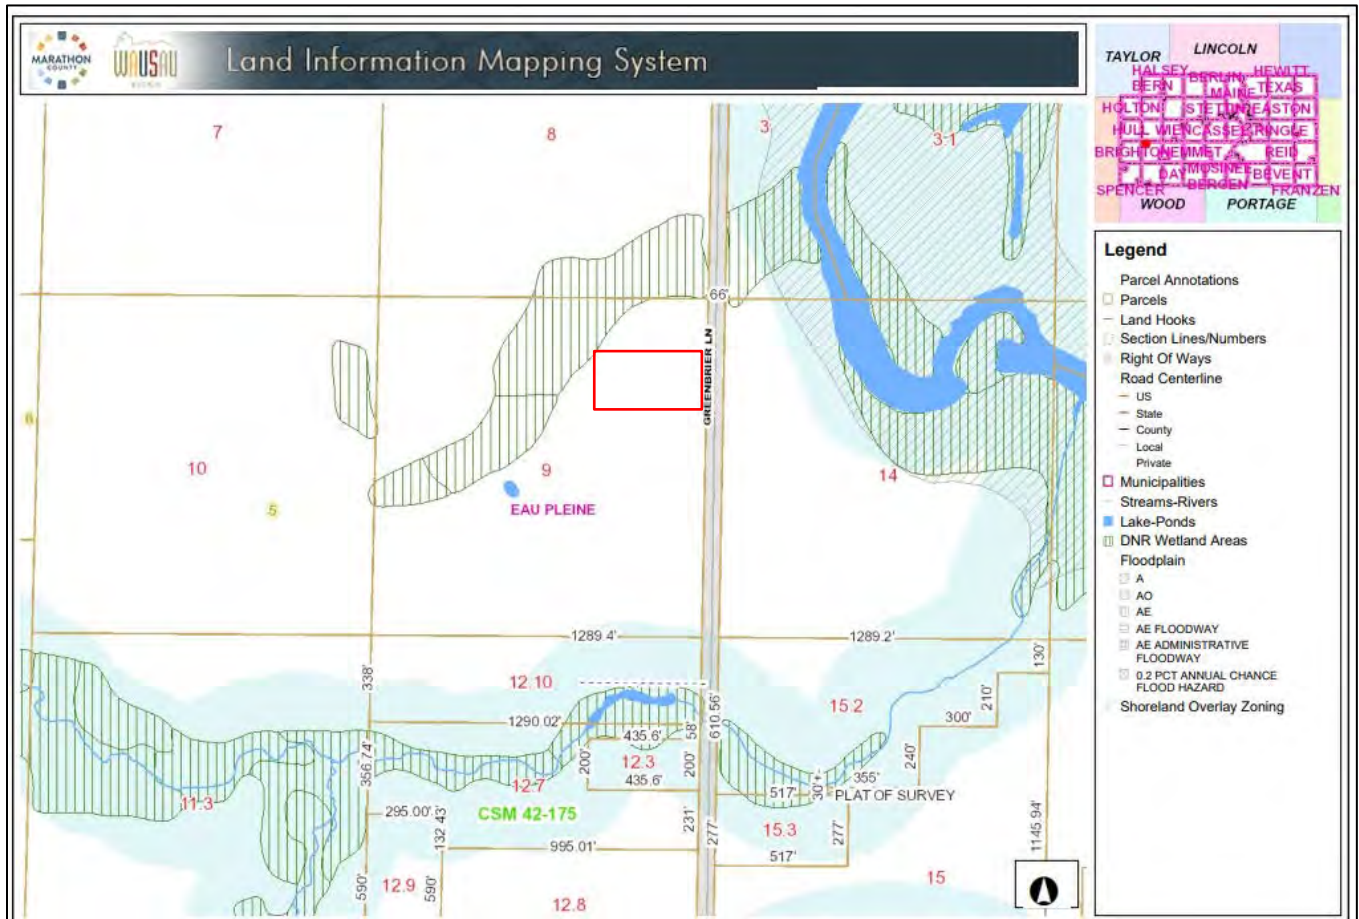 MARATHON
COUNTY
WAUSAU
Land Information Mapping System
TAYLOR
LINCOLN
HALSEY
BERN
BERLIN
HEWITT
MAINE
TEXAS
HOLTON
STETTIN
EASTON
HULL
WIEN
CASSEL
RINGLE
BRIGHTON
EMMET
REID
DAY
MOSINEE
BEVENT
SPENCER
BERGEN
FRANZEN
WOOD
PORTAGE
7
8
3
3.1
66'
GREENBRIER LN
6
10
9
14
5
EAU PLEINE
1289.4'
1289.2'
338'
12.10
130'
210'
15.2
300'
1290.02'
58'
610.56'
435.6'
356.74'
200'
12.3
200'
240'
435.6'
12.7
355'
517'
30'+-
PLAT OF SURVEY
11.3
295.00'
CSM 42-175
132.43'
231'
277'
15.3
277'
1145.94'
995.01'
517'
590'
12.9
590'
12.8
15
Legend
Parcel Annotations
Parcels
Land Hooks
Section Lines/Numbers
Right Of Ways
Road Centerline
US
State
County
Local
Private
Municipalities
Streams-Rivers
Lake-Ponds
DNR Wetland Areas
Floodplain
A
AO
AE
AE FLOODWAY
AE ADMINISTRATIVE
FLOODWAY
0.2 PCT ANNUAL CHANCE
FLOOD HAZARD
Shoreland Overlay Zoning